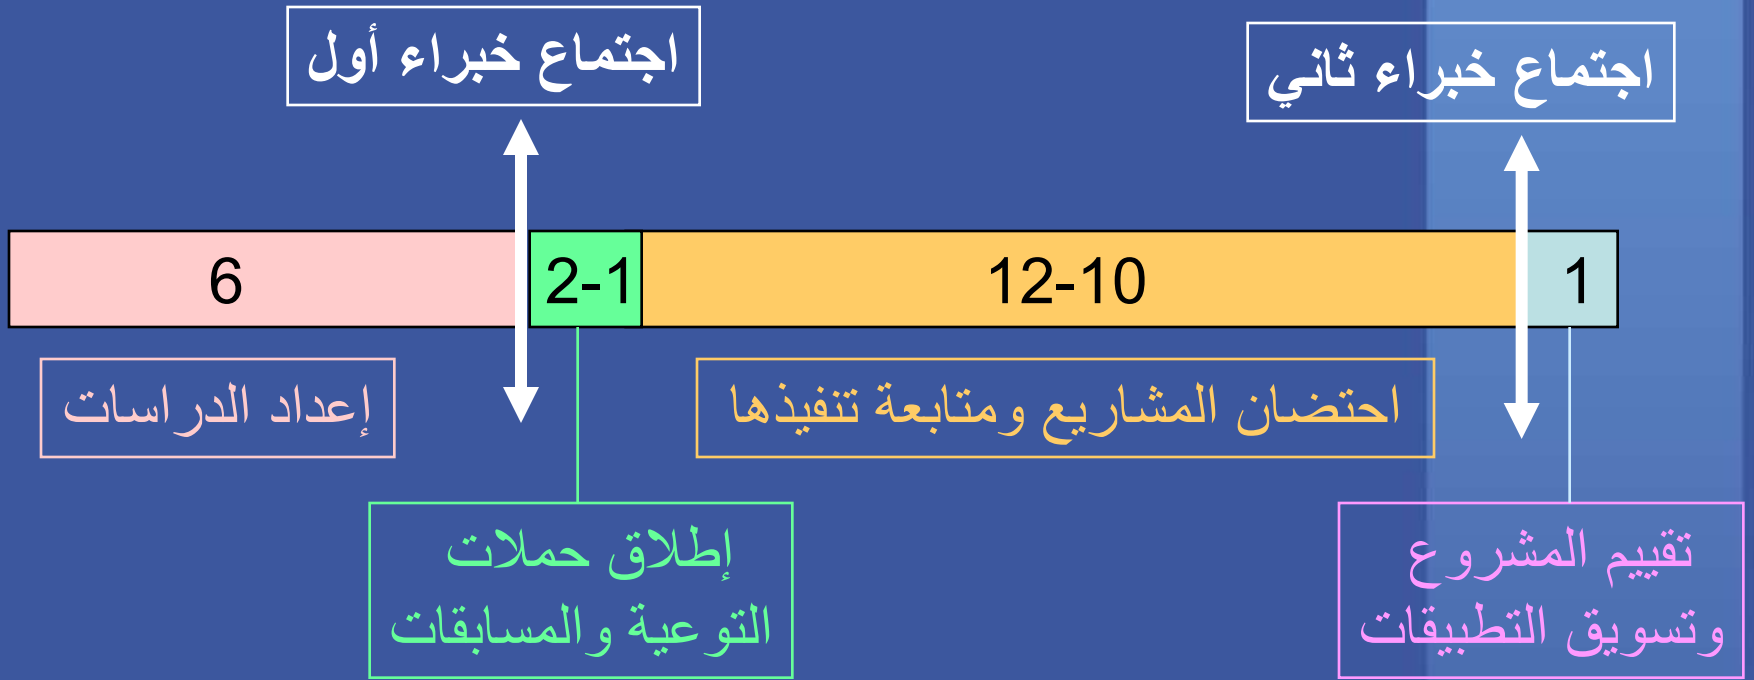 اجتماع خبراء أول
اجتماع خبراء ثاني
6
2-1
12-10
1
إعداد الدراسات
احتضان المشاريع ومتابعة تنفيذها
إطلاق حملات
التوعية والمسابقات
تقييم المشروع
وتسويق التطبيقات